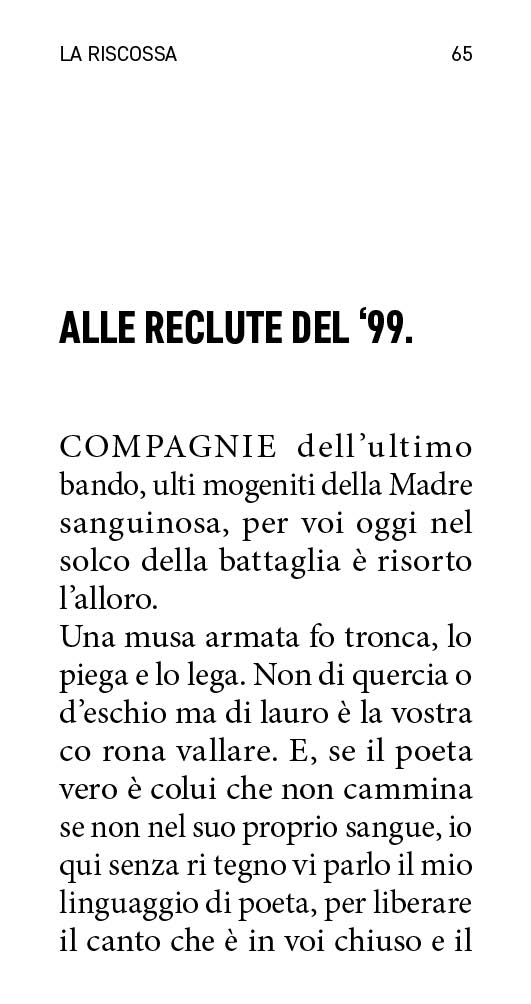 LA RISCOSSA 65
ALLE RECLUTE DEL ‘99.
COMPAGNIE dell’ultimo
bando, ulti mogeniti della Madre
sanguinosa, per voi oggi nel
solco della battaglia è risorto
l’alloro.
Una musa armata fo tronca, lo
piega e lo lega. Non di quercia o
d’eschio ma di lauro è la vostra
co rona vallare. E, se il poeta
vero è colui che non cammina
se non nel suo proprio sangue, io
qui senza ri tegno vi parlo il mio
linguaggio di poeta, per liberare
il canto che è in voi chiuso e il